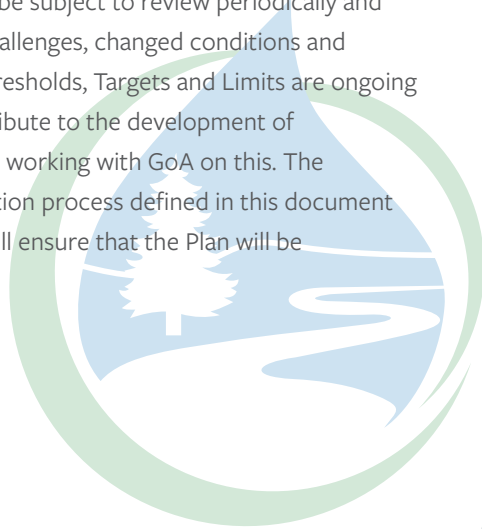 be subject to review periodically and
allenges, changed conditions and
resholds, Targets and Limits are ongoing
ibute to the development of
working with GoA on this. The
tion process defined in this document
ll ensure that the Plan will be